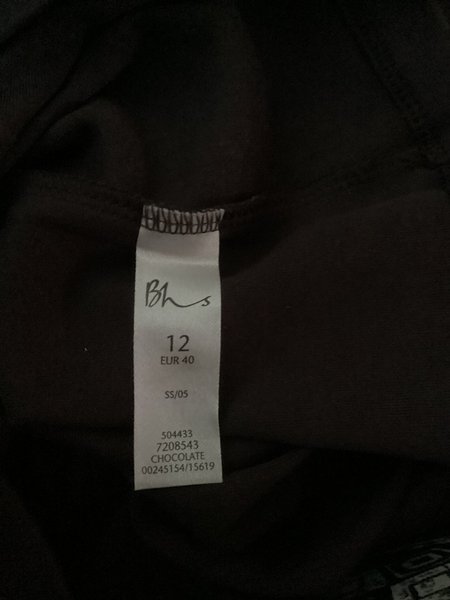 Bhs
12
EUR 40
SS/05
504433
7208543
CHOCOLATE
00245154/15619